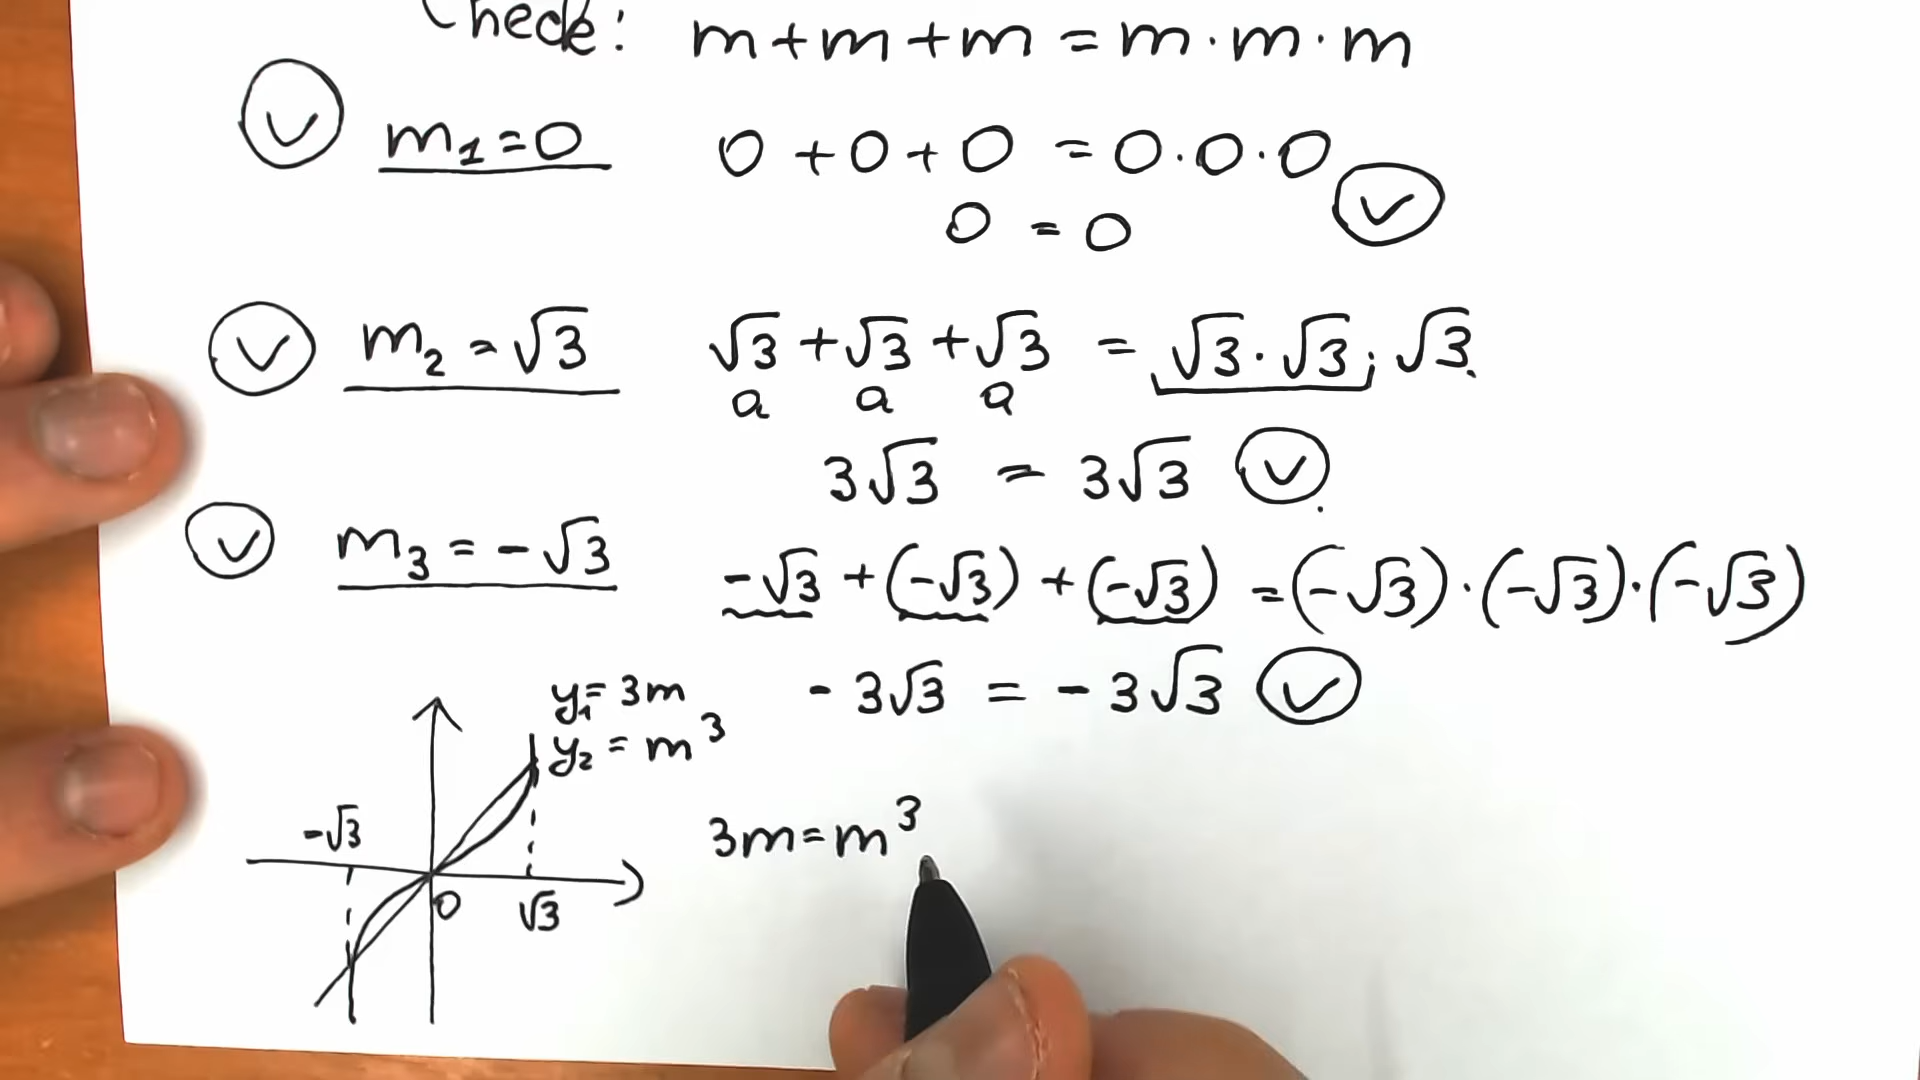 Check: m+m+m=m·m·m
m₁=0 0+0+0=0·0·0
0=0
m₂=√3 √3+√3+√3=√3·√3·√3
a a a
3√3=3√3
m₃=-√3 -√3+(-√3)+(-√3)=(-√3)·(-√3)·(-√3)
-3√3=-3√3
y₁=3m
y₂=m³
-√3
3m=m³
0 √3